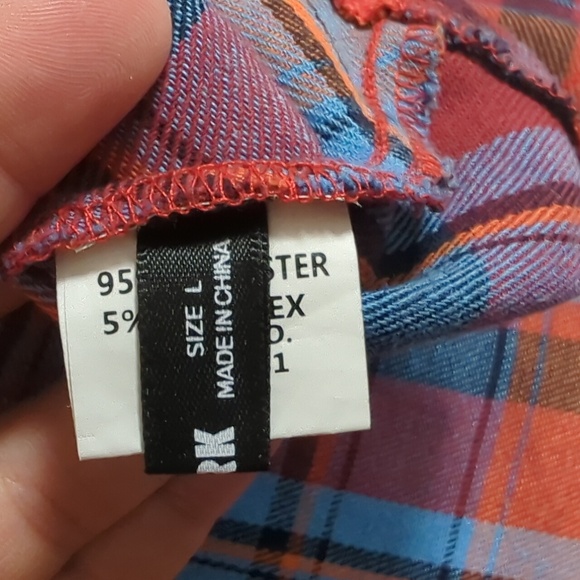 95 STER
5% EX
O.
1
SIZE L
MADE IN CHINA
RK